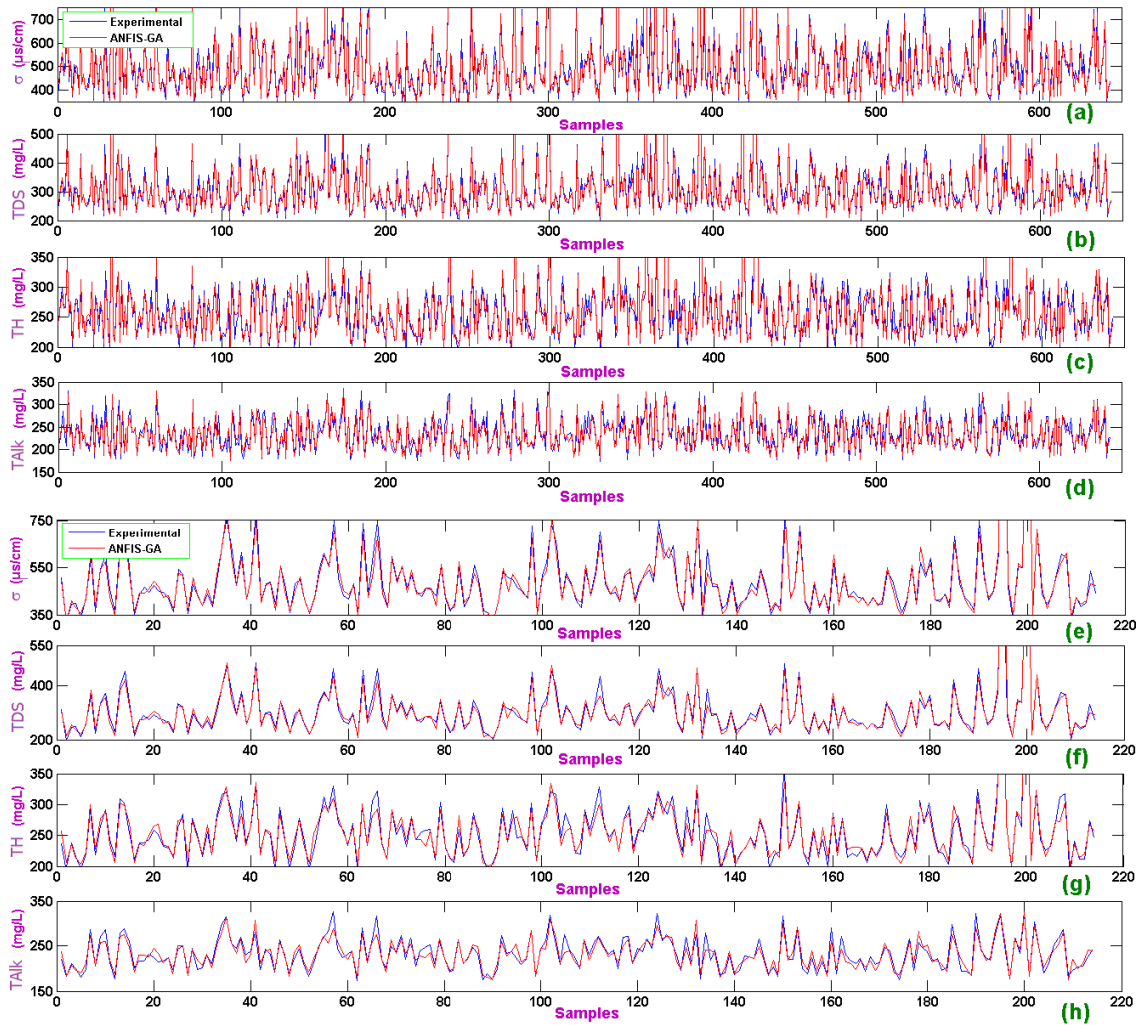 σ (µs/cm)
700
600
500
400
Experimental
ANFIS-GA
0 100 200 300 400 500 600
Samples
(a)
TDS (mg/L)
500
400
300
200
0 100 200 300 400 500 600
Samples
(b)
TH (mg/L)
350
300
250
200
0 100 200 300 400 500 600
Samples
(c)
TAlk (mg/L)
350
300
250
200
150
0 100 200 300 400 500 600
Samples
(d)
σ (µs/cm)
750
550
350
Experimental
ANFIS-GA
0 20 40 60 80 100 120 140 160 180 200 220
Samples
(e)
TDS (mg/L)
550
400
200
0 20 40 60 80 100 120 140 160 180 200 220
Samples
(f)
TH (mg/L)
350
300
250
200
0 20 40 60 80 100 120 140 160 180 200 220
Samples
(g)
TAlk (mg/L)
350
250
150
0 20 40 60 80 100 120 140 160 180 200 220
Samples
(h)